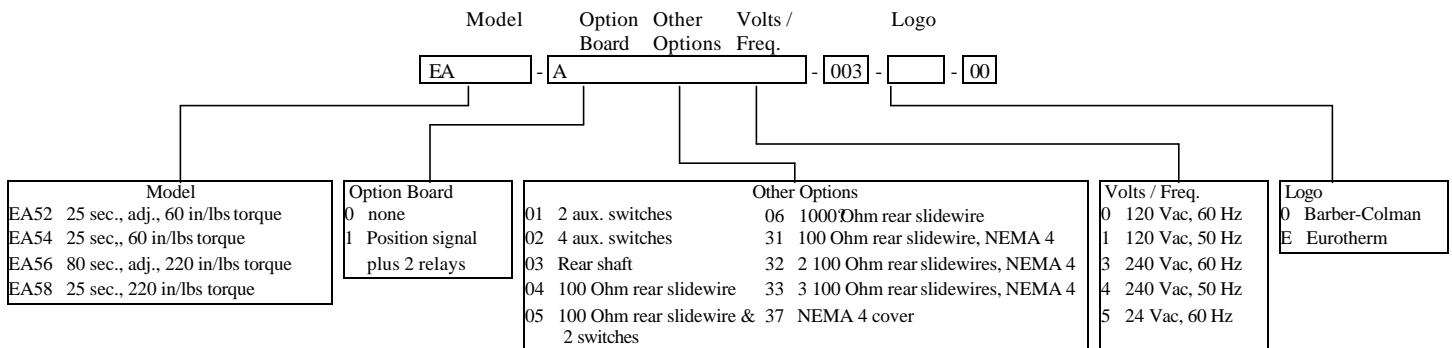 Model Option Other Volts / Logo
Board Options Freq.
EA - A - 003 - - 00
Model
EA52 25 sec., adj., 60 in/lbs torque
EA54 25 sec,, 60 in/lbs torque
EA56 80 sec., adj., 220 in/lbs torque
EA58 25 sec., 220 in/lbs torque
Option Board
0 none
1 Position signal
plus 2 relays
Other Options
01 2 aux. switches
02 4 aux. switches
03 Rear shaft
04 100 Ohm rear slidewire
05 100 Ohm rear slidewire &
2 switches
06 1000?Ohm rear slidewire
31 100 Ohm rear slidewire, NEMA 4
32 2 100 Ohm rear slidewires, NEMA 4
33 3 100 Ohm rear slidewires, NEMA 4
37 NEMA 4 cover
Volts / Freq.
0 120 Vac, 60 Hz
1 120 Vac, 50 Hz
3 240 Vac, 60 Hz
4 240 Vac, 50 Hz
5 24 Vac, 60 Hz
Logo
0 Barber-Colman
E Eurotherm